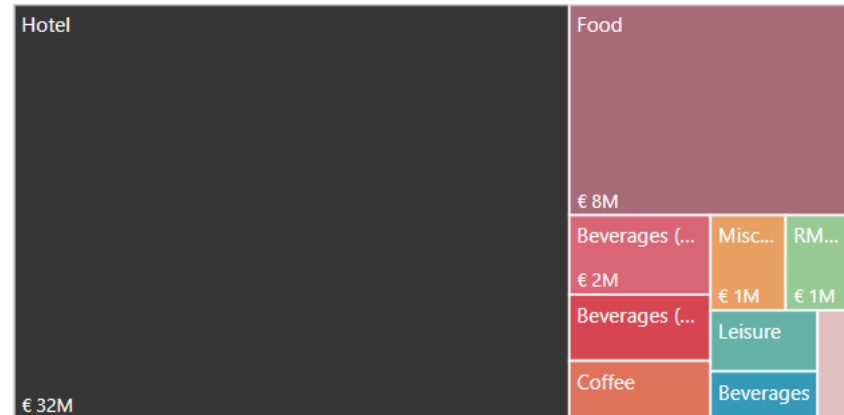 Hotel
€ 32M
Food
€ 8M
Beverages (...
€ 2M
Beverages (...
Coffee
Misc...
€ 1M
RM...
€ 1M
Leisure
Beverages